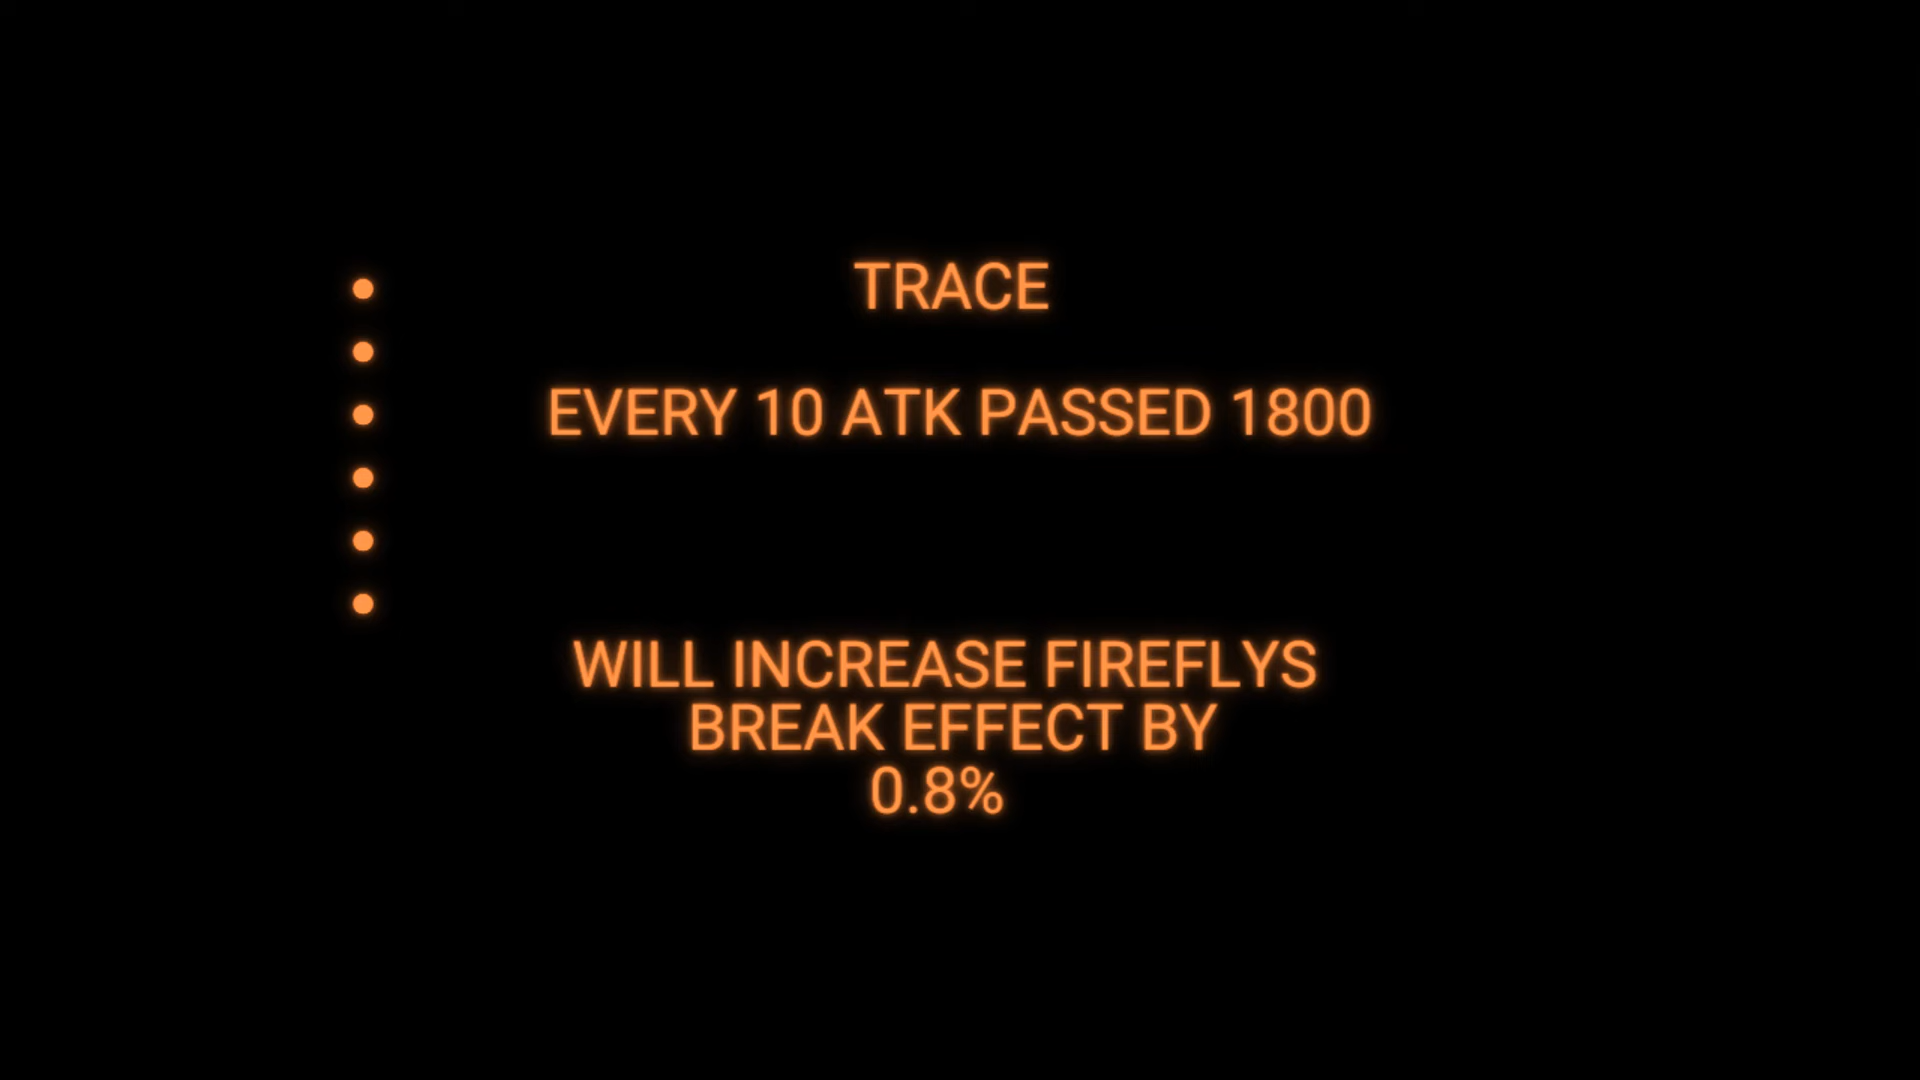 TRACE
EVERY 10 ATK PASSED 1800
WILL INCREASE FIREFLYS
BREAK EFFECT BY
0.8%